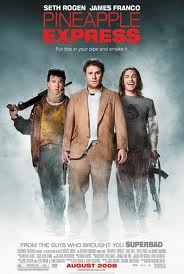 SETH ROGEN JAMES FRANCO
PINEAPPLE
EXPRESS
Put this in your pipe and smoke it.
FROM THE GUYS WHO BROUGHT YOU SUPERBAD
AUGUST 2008